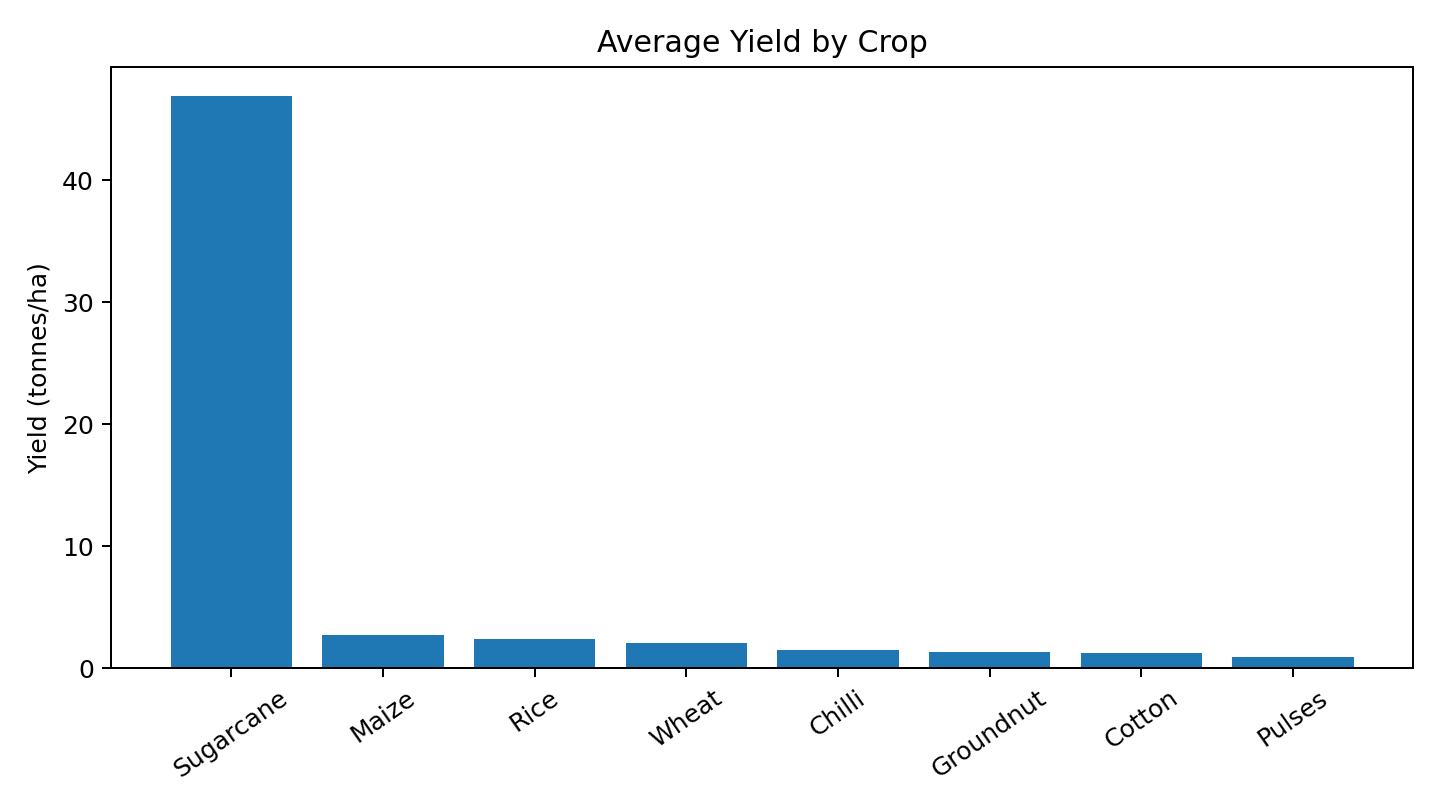 Average Yield by Crop
Yield (tonnes/ha)
40
30
20
10
0
Sugarcane
Maize
Rice
Wheat
Chilli
Groundnut
Cotton
Pulses